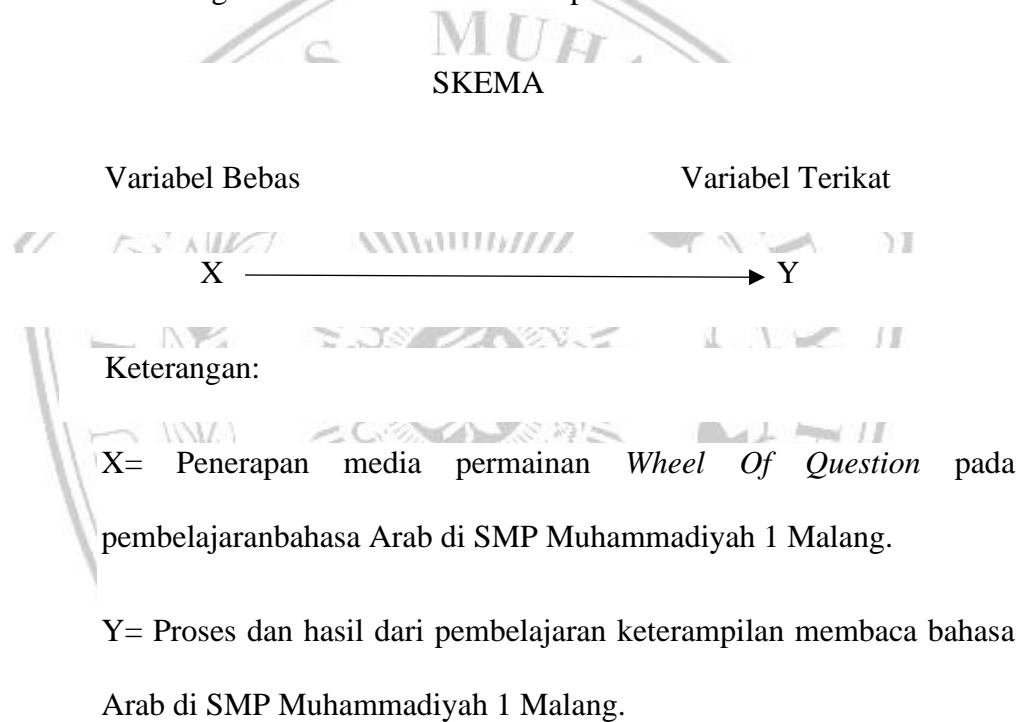 MUH
SKEMA
Variabel Bebas Variabel Terikat
X Y
Keterangan:
X= Penerapan media permainan Wheel Of Question pada
pembelajaranbahasa Arab di SMP Muhammadiyah 1 Malang.
Y= Proses dan hasil dari pembelajaran keterampilan membaca bahasa
Arab di SMP Muhammadiyah 1 Malang.